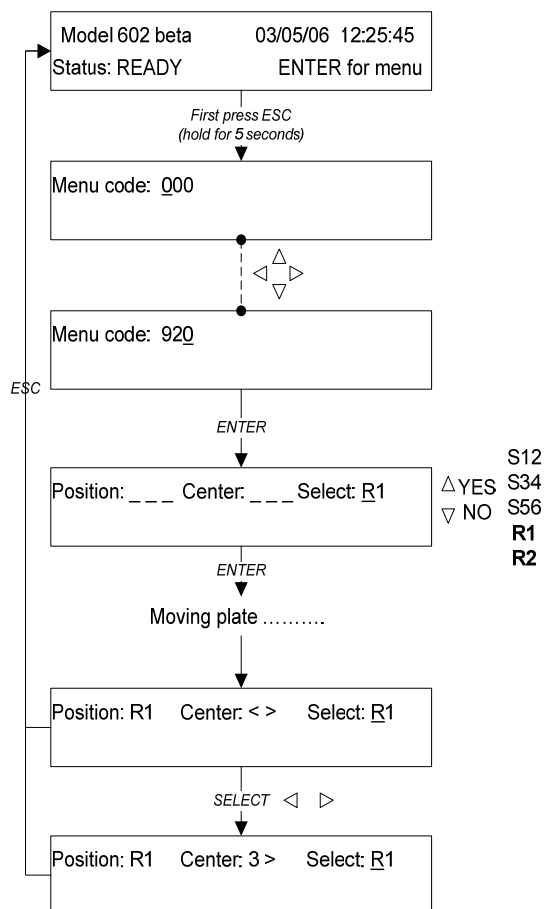 Model 602 beta 03/05/06 12:25:45
Status: READY ENTER for menu
First press ESC
(hold for 5 seconds)
Menu code: 000
Menu code: 920
ESC
ENTER
Position: _ _ _ Center: _ _ _ Select: R1
△ YES
▽ NO
S12
S34
S56
R1
R2
ENTER
Moving plate ……….
Position: R1 Center: < > Select: R1
SELECT ◁ ▷
Position: R1 Center: 3 > Select: R1